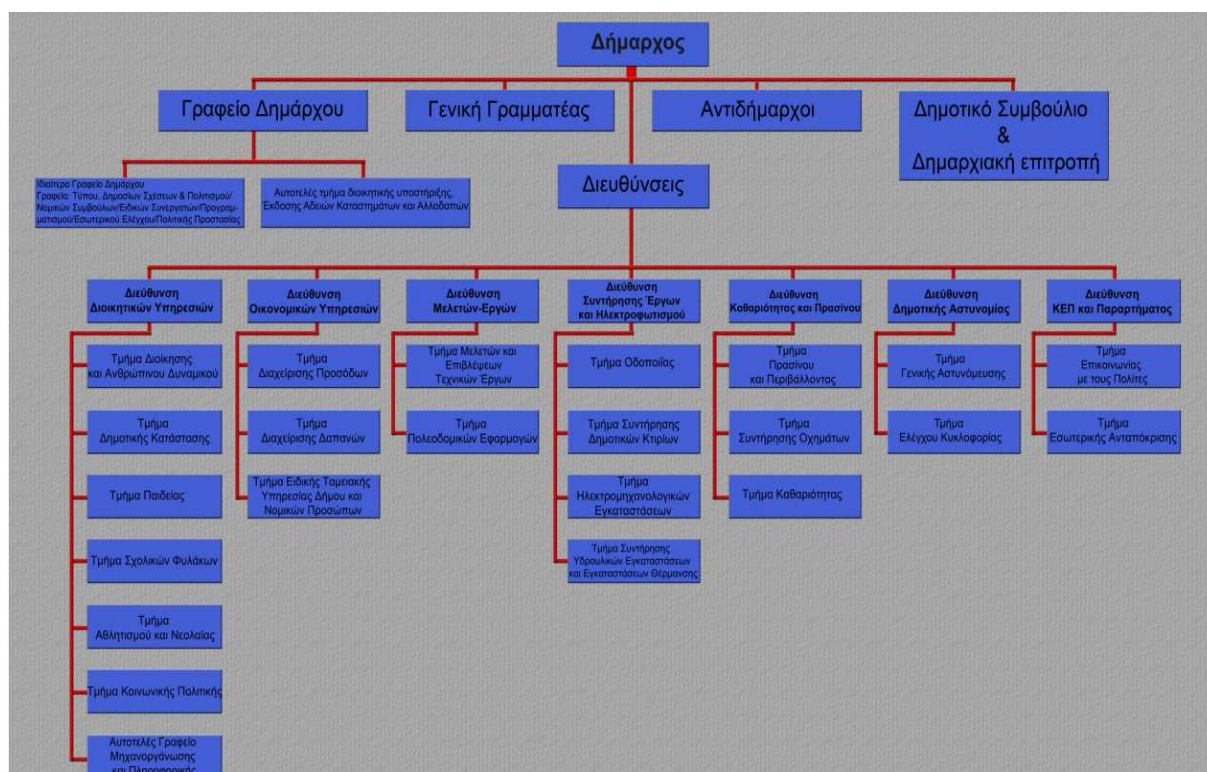 Δήμαρχος
Γραφείο Δημάρχου
Γενική Γραμματέας
Αντιδήμαρχοι
Δημοτικό Συμβούλιο
&
Δημαρχιακή επιτροπή
Ιδιαίτερο Γραφείο Δημάρχου
Γραφεία: Τύπου, Δημοσίων Σχέσεων & Πολιτισμού/
Νομικών Συμβούλων/Ειδικών Συνεργατών/Προγραμ-
ματισμού/Εσωτερικού Ελέγχου/Πολιτικής Προστασίας
Αυτοτελές τμήμα διοικητικής υποστήριξης,
Έκδοσης Αδειών Καταστημάτων και Αλλοδαπών
Διευθύνσεις
Διεύθυνση
Διοικητικών Υπηρεσιών
Τμήμα Διοίκησης
και Ανθρώπινου Δυναμικού
Τμήμα
Δημοτικής Κατάστασης
Τμήμα Παιδείας
Τμήμα Σχολικών Φυλάκων
Τμήμα
Αθλητισμού και Νεολαίας
Τμήμα Κοινωνικής Πολιτικής
Αυτοτελές Γραφείο
Μηχανοργάνωσης
και Πληροφορικής
Διεύθυνση
Οικονομικών Υπηρεσιών
Τμήμα
Διαχείρισης Προσόδων
Τμήμα
Διαχείρισης Δαπανών
Τμήμα Ειδικής Ταμειακής
Υπηρεσίας Δήμου και
Νομικών Προσώπων
Διεύθυνση
Μελετών-Εργών
Τμήμα Μελετών και
Επιβλέψεων
Τεχνικών Έργων
Τμήμα
Πολεοδομικών Εφαρμογών
Διεύθυνση
Συντήρησης Έργων
και Ηλεκτροφωτισμού
Τμήμα Οδοποιΐας
Τμήμα Συντήρησης
Δημοτικών Κτιρίων
Τμήμα
Ηλεκτρομηχανολογικών
Εγκαταστάσεων
Τμήμα Συντήρησης
Υδραυλικών Εγκαταστάσεων
και Εγκαταστάσεων Θέρμανσης
Διεύθυνση
Καθαριότητας και Πρασίνου
Τμήμα
Πρασίνου
και Περιβάλλοντος
Τμήμα
Συντήρησης Οχημάτων
Τμήμα Καθαριότητας
Διεύθυνση
Δημοτικής Αστυνομίας
Τμήμα
Γενικής Αστυνόμευσης
Τμήμα
Ελέγχου Κυκλοφορίας
Διεύθυνση
ΚΕΠ και Παραρτήματος
Τμήμα
Επικοινωνίας
με τους Πολίτες
Τμήμα
Εσωτερικής Ανταπόκρισης